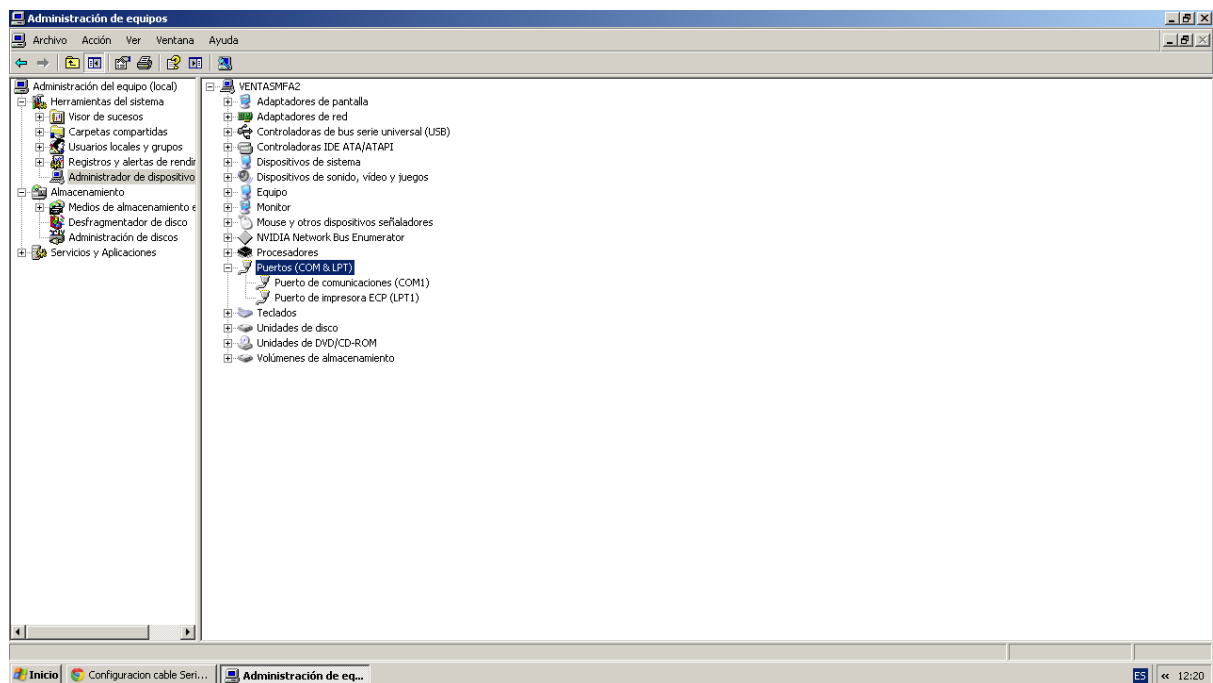 Administración de equipos
Archivo Acción Ver Ventana Ayuda
Administración del equipo (local)
Herramientas del sistema
Visor de sucesos
Carpetas compartidas
Usuarios locales y grupos
Registros y alertas de rendir
Administrador de dispositivo
Almacenamiento
Medios de almacenamiento e
Desfragmentador de disco
Administración de discos
Servicios y Aplicaciones
VENTASMFA2
Adaptadores de pantalla
Adaptadores de red
Controladoras de bus serie universal (USB)
Controladoras IDE ATA/ATAPI
Dispositivos de sistema
Dispositivos de sonido, vídeo y juegos
Equipo
Monitor
Mouse y otros dispositivos señaladores
NVIDIA Network Bus Enumerator
Procesadores
Puertos (COM & LPT)
Puerto de comunicaciones (COM1)
Puerto de impresora ECP (LPT1)
Teclados
Unidades de disco
Unidades de DVD/CD-ROM
Volúmenes de almacenamiento
Inicio Configuracion cable Seri... Administración de eq... ES « 12:20